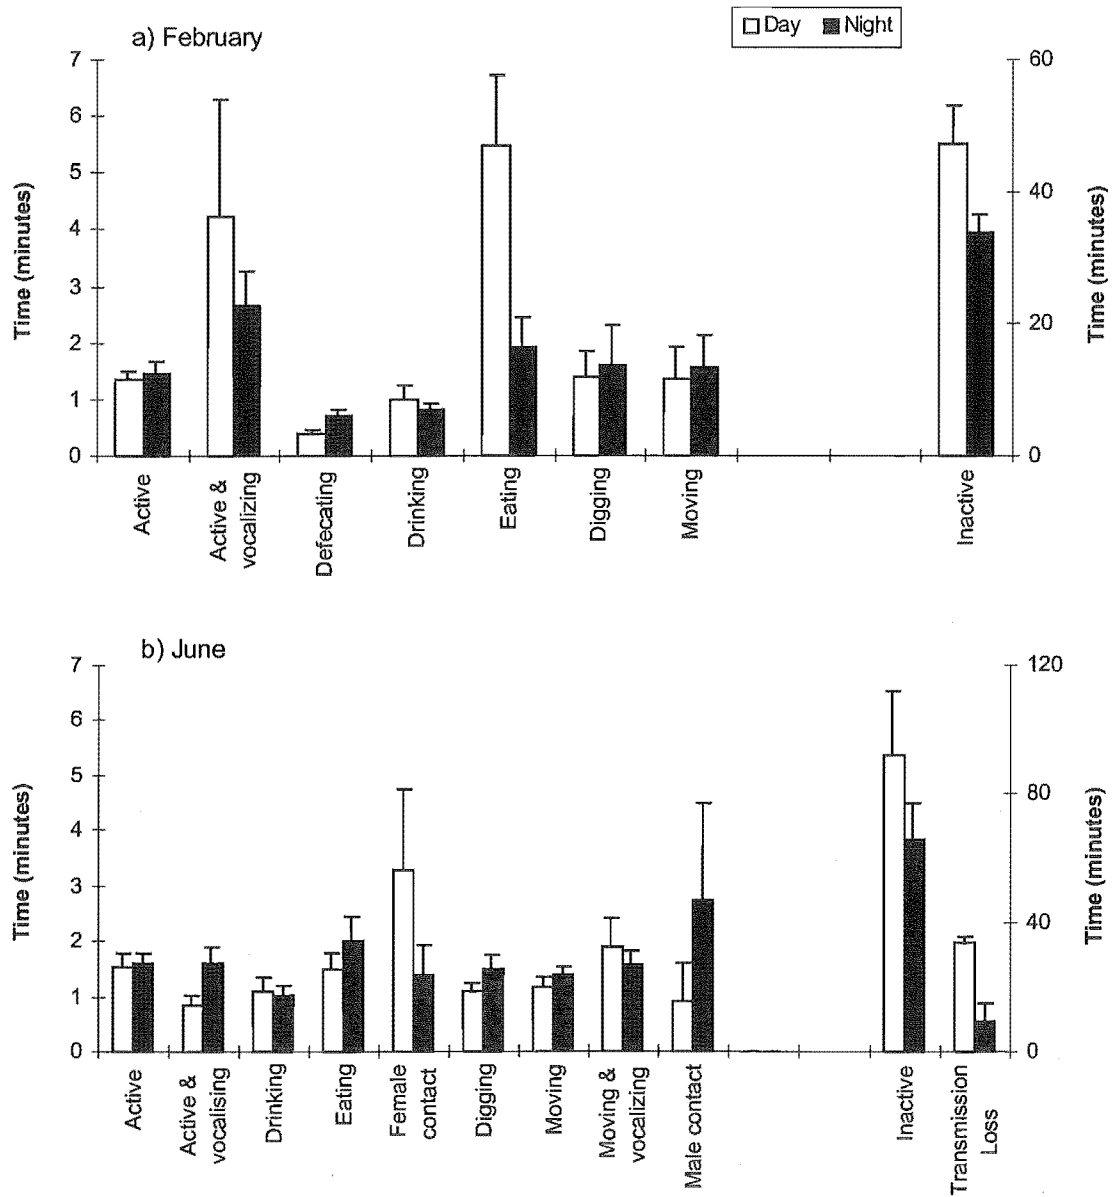 Day Night
a) February
7
6
5
4
3
2
1
0
Time (minutes)
60
40
20
0
Time (minutes)
Active
Active &
vocalizing
Defecating
Drinking
Eating
Digging
Moving
Inactive
b) June
7
6
5
4
3
2
1
0
Time (minutes)
120
80
40
0
Time (minutes)
Active
Active &
vocalising
Drinking
Eating
Female
contact
Digging
Moving
Moving &
vocalizing
Male contact
Inactive
Transmission
Loss